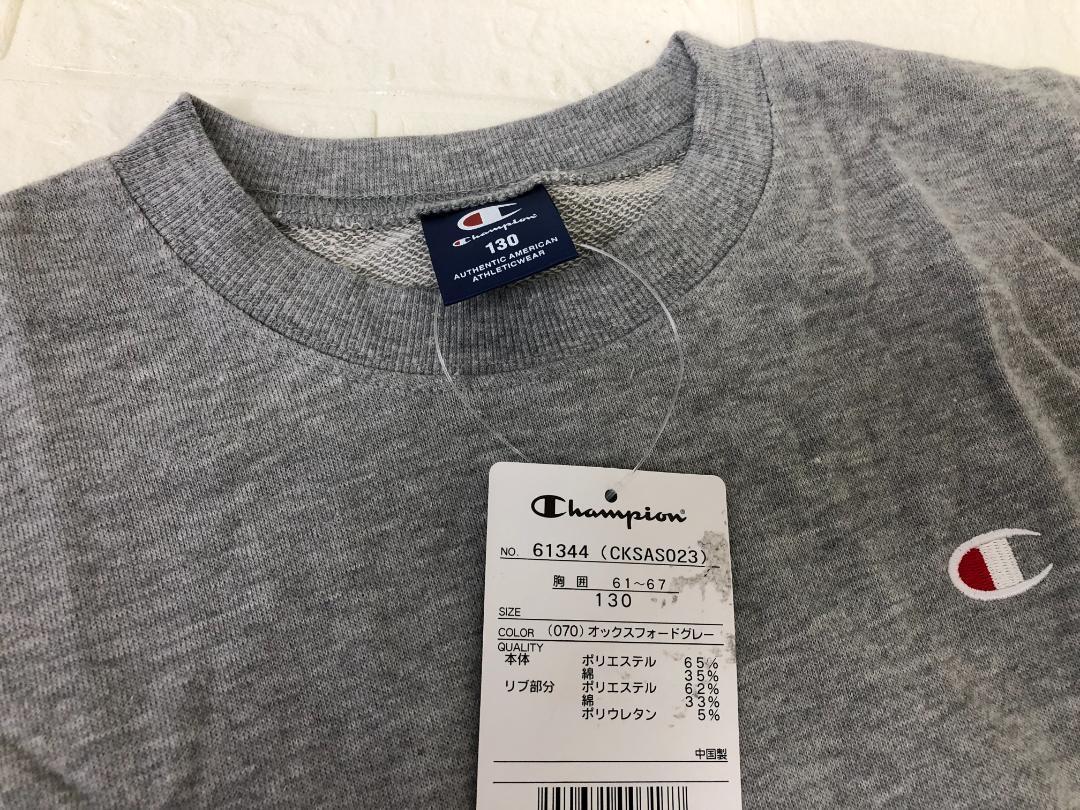 Champion
130
AUTHENTIC AMERICAN
ATHLETICWEAR
Champion
NO. 61344 (CKSAS023)
胸囲 61~67
130
SIZE
COLOR (070)オックスフォードグレー
QUALITY
本体 ポリエステル 65%
綿 35%
リブ部分 ポリエステル 62%
綿 33%
ポリウレタン 5%
中国製